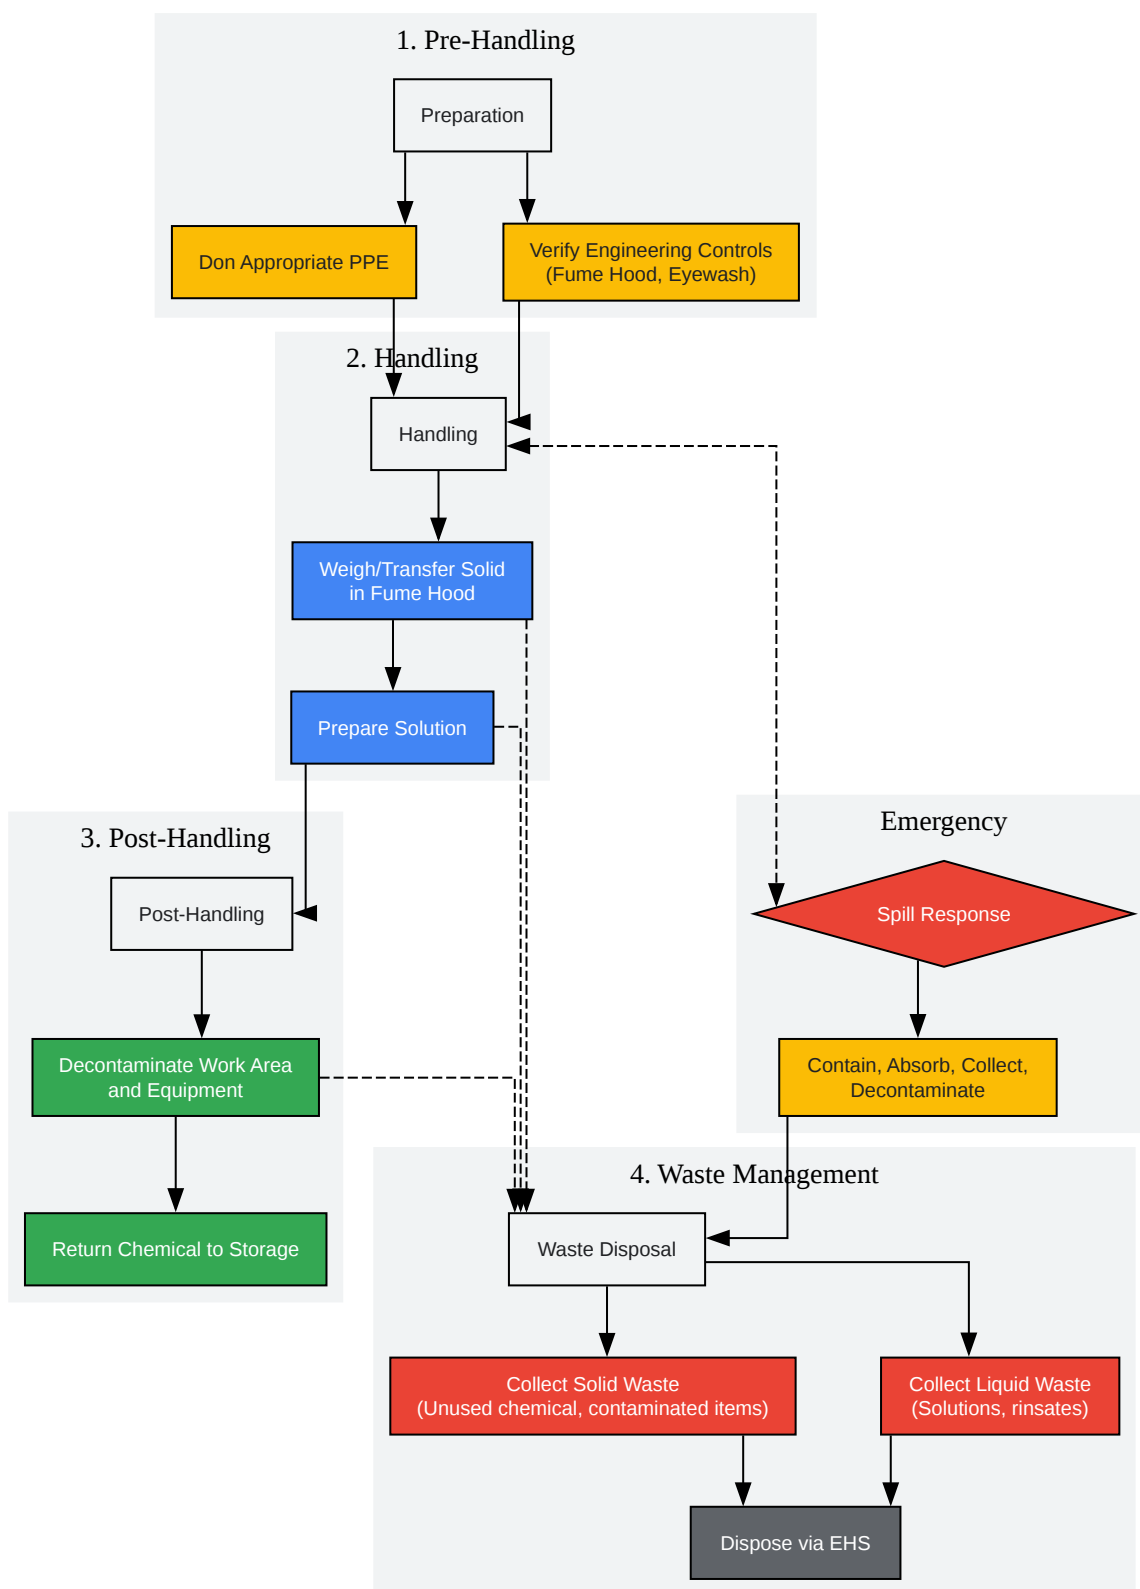 1. Pre-Handling
Preparation
Don Appropriate PPE
Verify Engineering Controls
(Fume Hood, Eyewash)
2. Handling
Handling
Weigh/Transfer Solid
in Fume Hood
Prepare Solution
3. Post-Handling
Post-Handling
Decontaminate Work Area
and Equipment
Return Chemical to Storage
Emergency
Spill Response
Contain, Absorb, Collect,
Decontaminate
4. Waste Management
Waste Disposal
Collect Solid Waste
(Unused chemical, contaminated items)
Collect Liquid Waste
(Solutions, rinsates)
Dispose via EHS